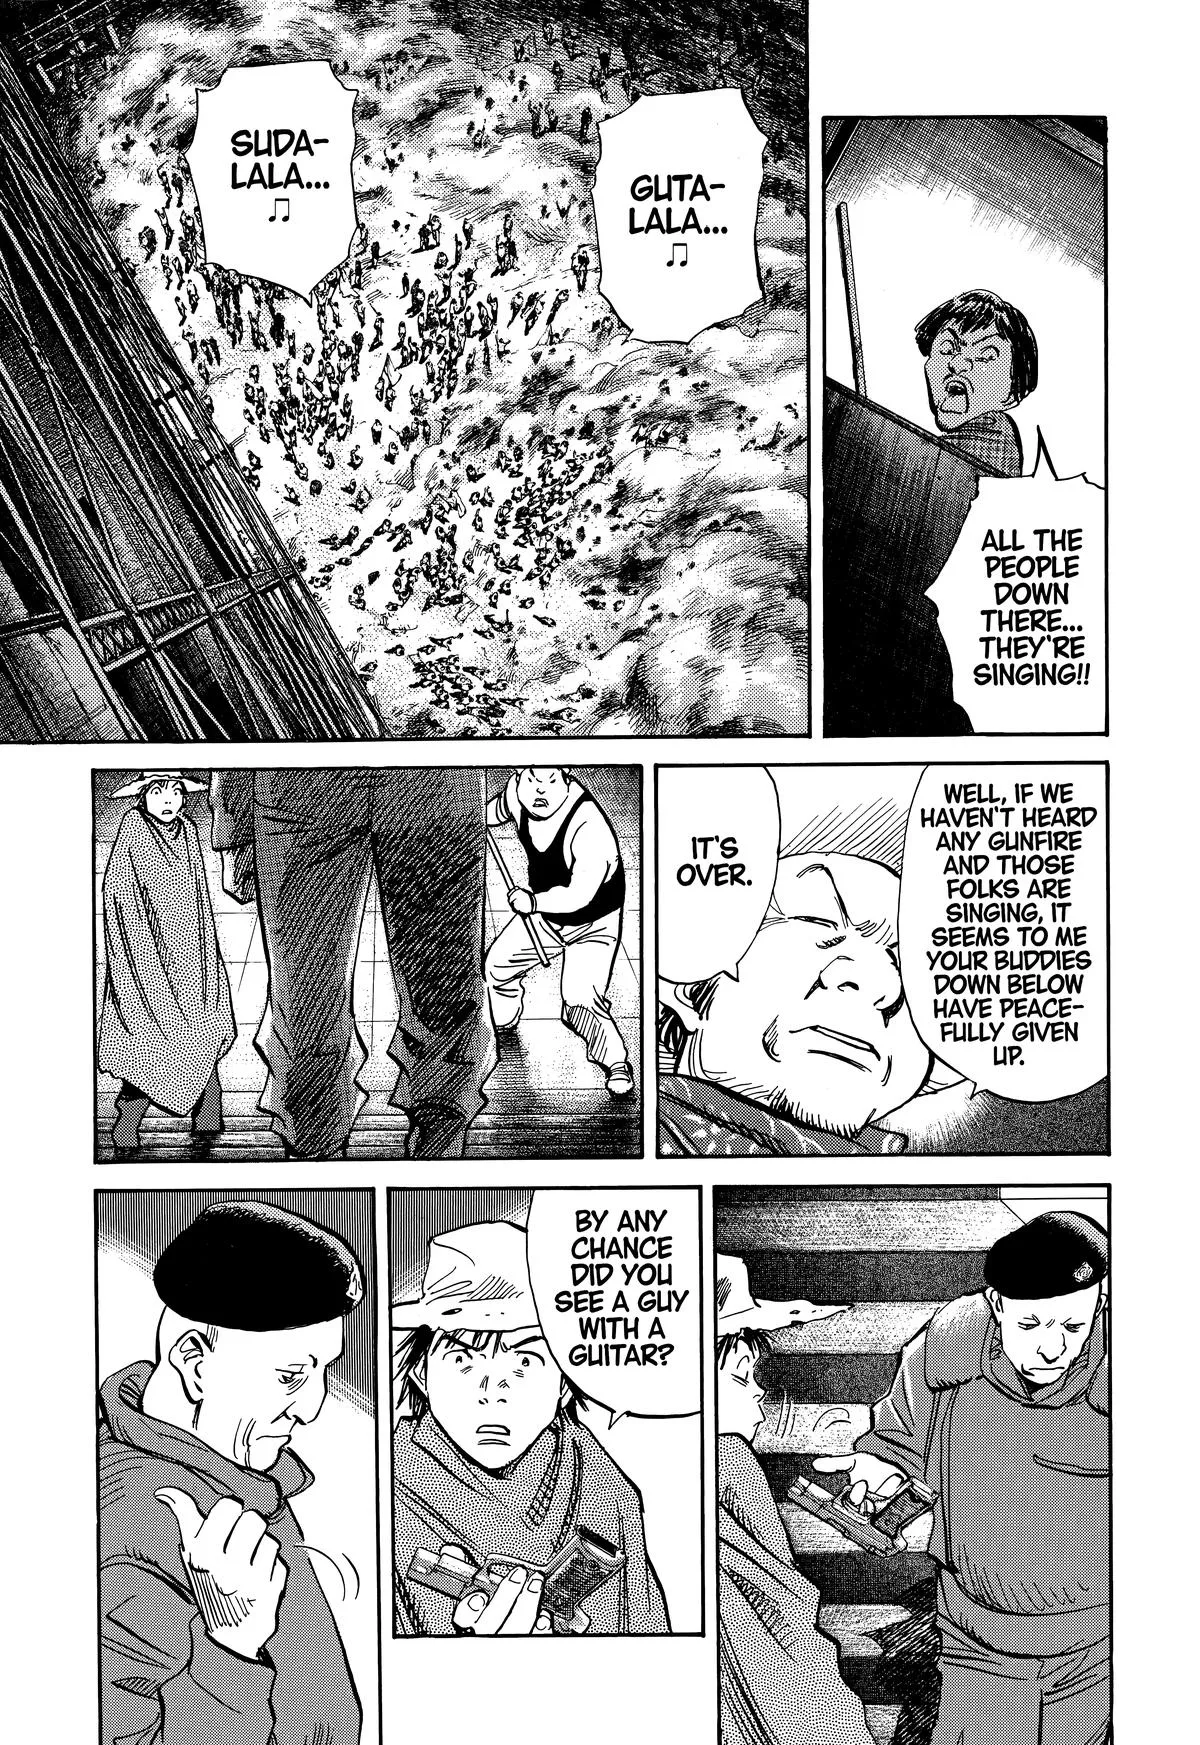 ALL THE
PEOPLE
DOWN
THERE...
THEY'RE
SINGING!!
GUTA-
LALA...
♫
SUDA-
LALA...
♫
WELL, IF WE
HAVEN'T HEARD
ANY GUNFIRE
AND THOSE
FOLKS ARE
SINGING, IT
SEEMS TO ME
YOUR BUDDIES
DOWN BELOW
HAVE PEACE-
FULLY GIVEN
UP.
IT'S
OVER.
BY ANY
CHANCE
DID YOU
SEE A GUY
WITH A
GUITAR?